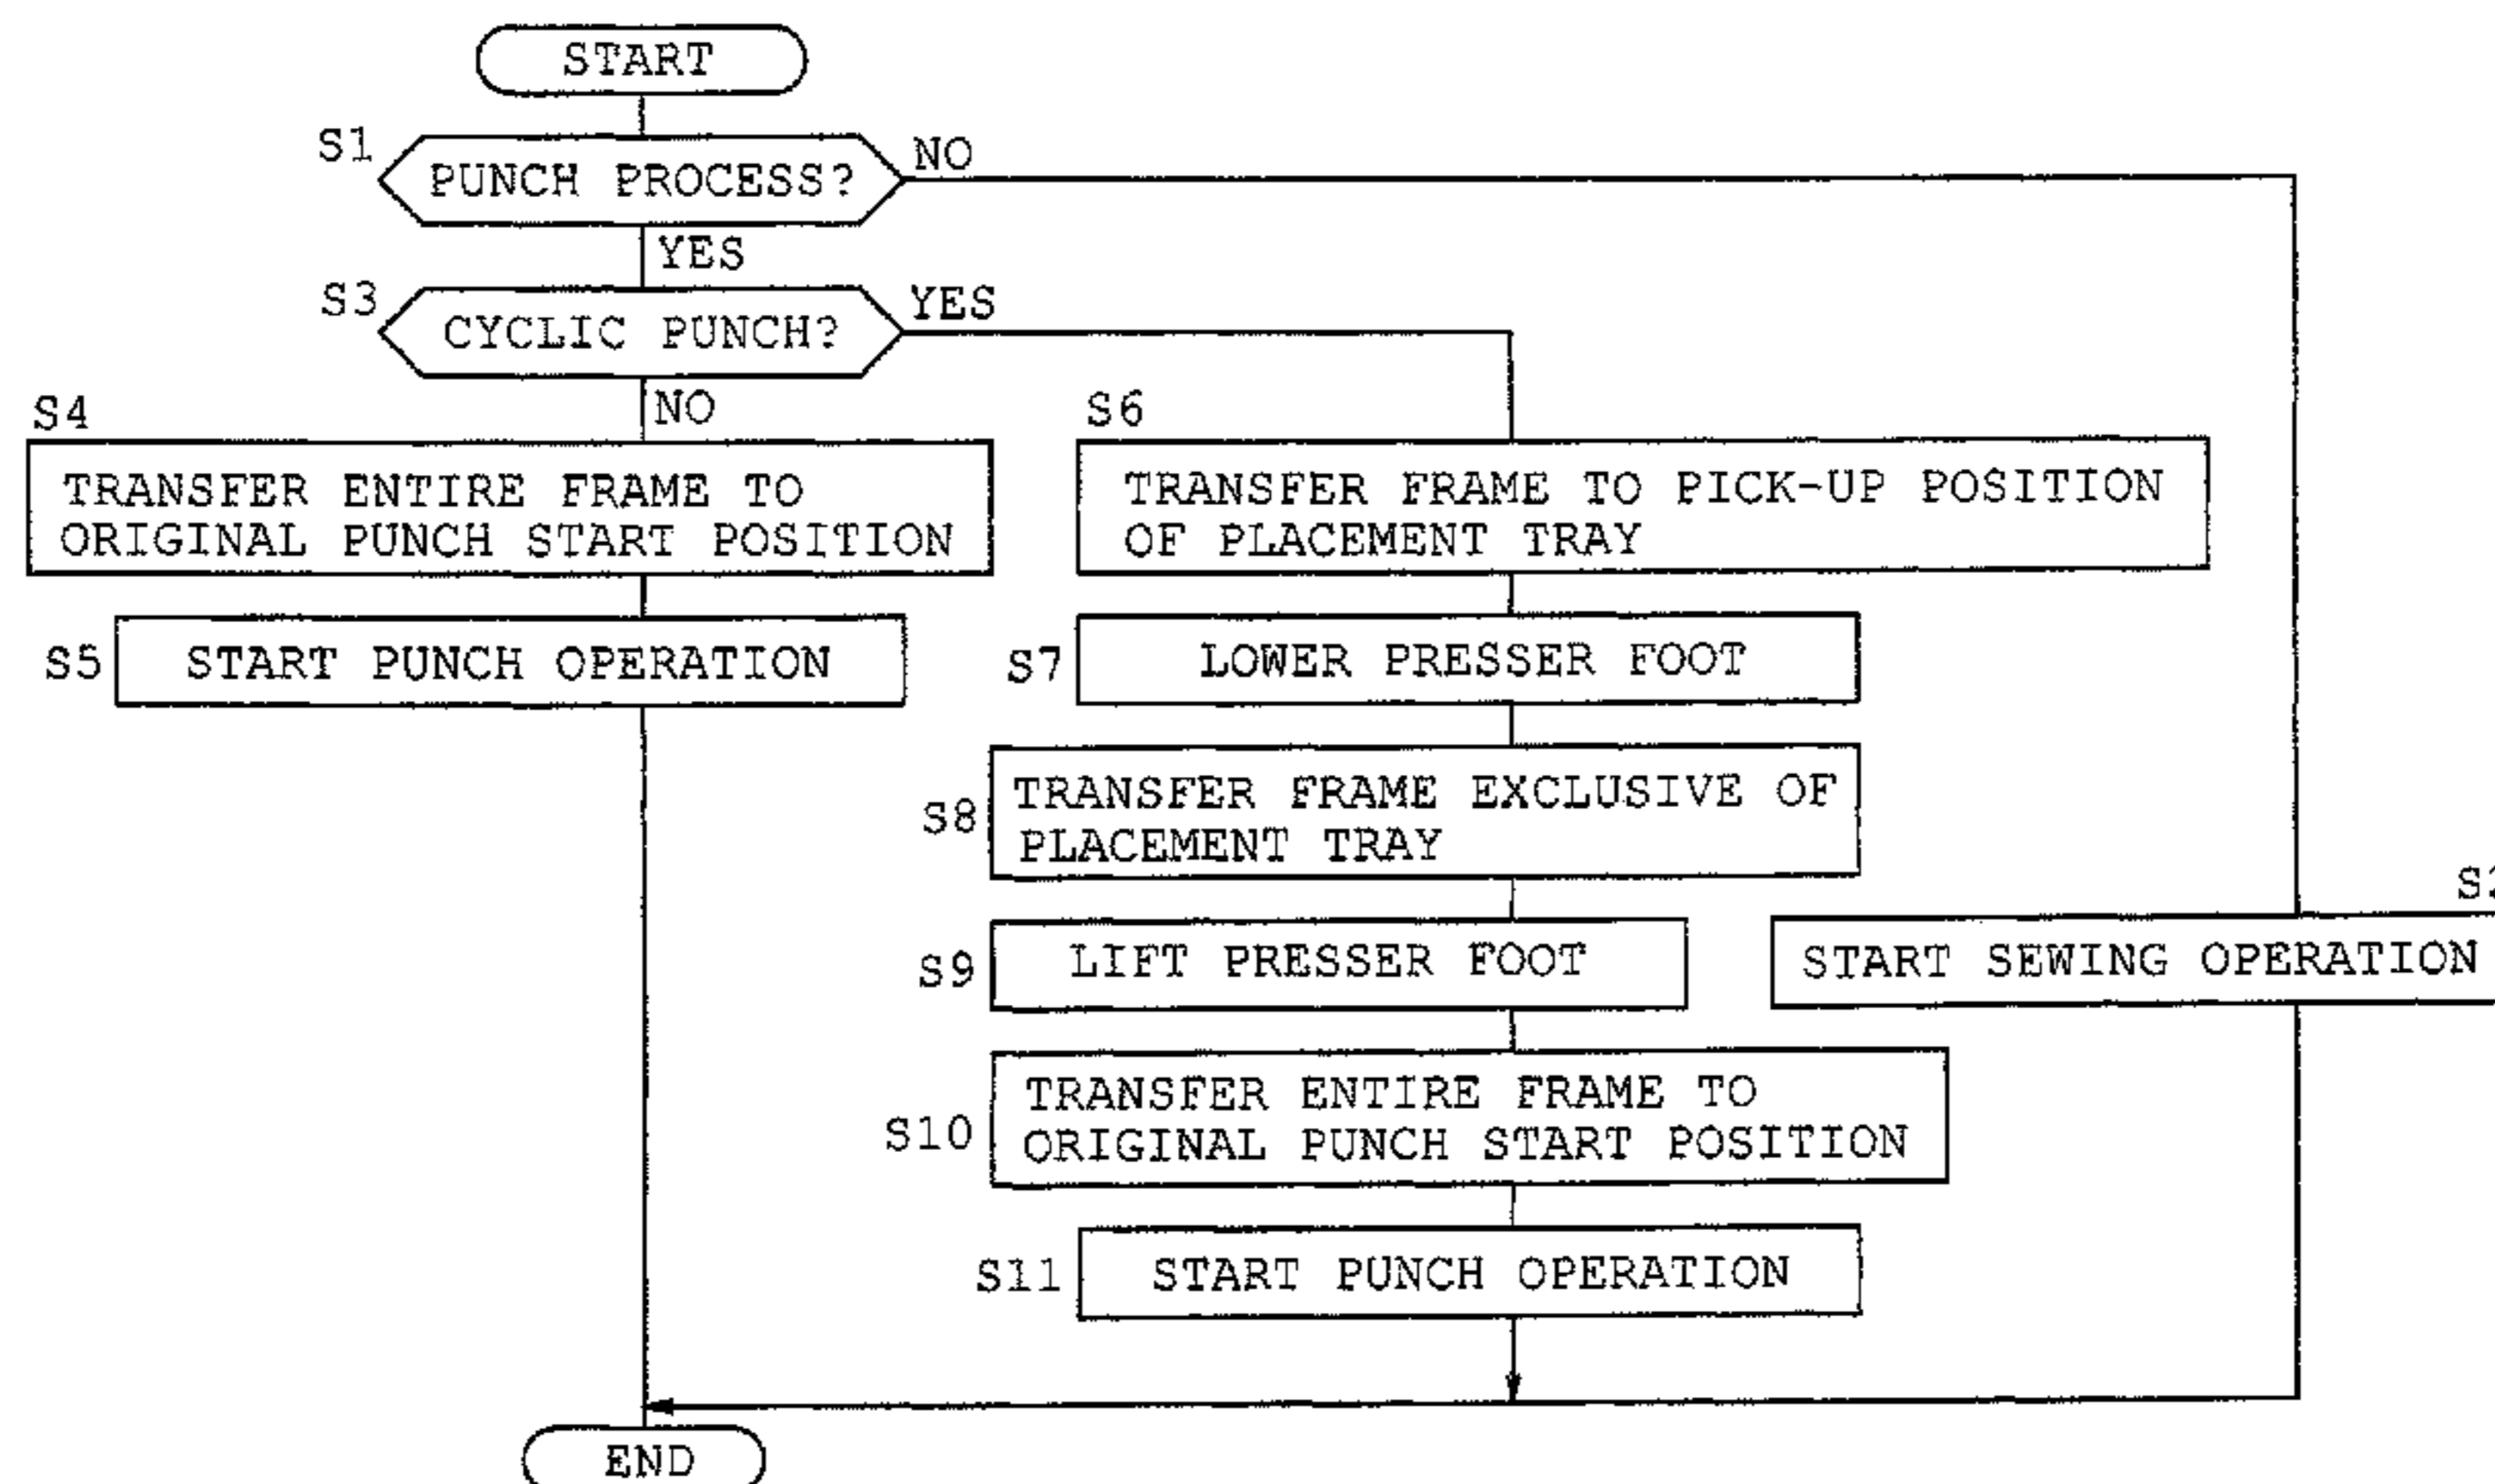 START
S1
PUNCH PROCESS?
NO
YES
S3
CYCLIC PUNCH?
YES
NO
S4
TRANSFER ENTIRE FRAME TO
ORIGINAL PUNCH START POSITION
S5
START PUNCH OPERATION
S6
TRANSFER FRAME TO PICK-UP POSITION
OF PLACEMENT TRAY
S7
LOWER PRESSER FOOT
S8
TRANSFER FRAME EXCLUSIVE OF
PLACEMENT TRAY
S9
LIFT PRESSER FOOT
S2
START SEWING OPERATION
S10
TRANSFER ENTIRE FRAME TO
ORIGINAL PUNCH START POSITION
S11
START PUNCH OPERATION
END